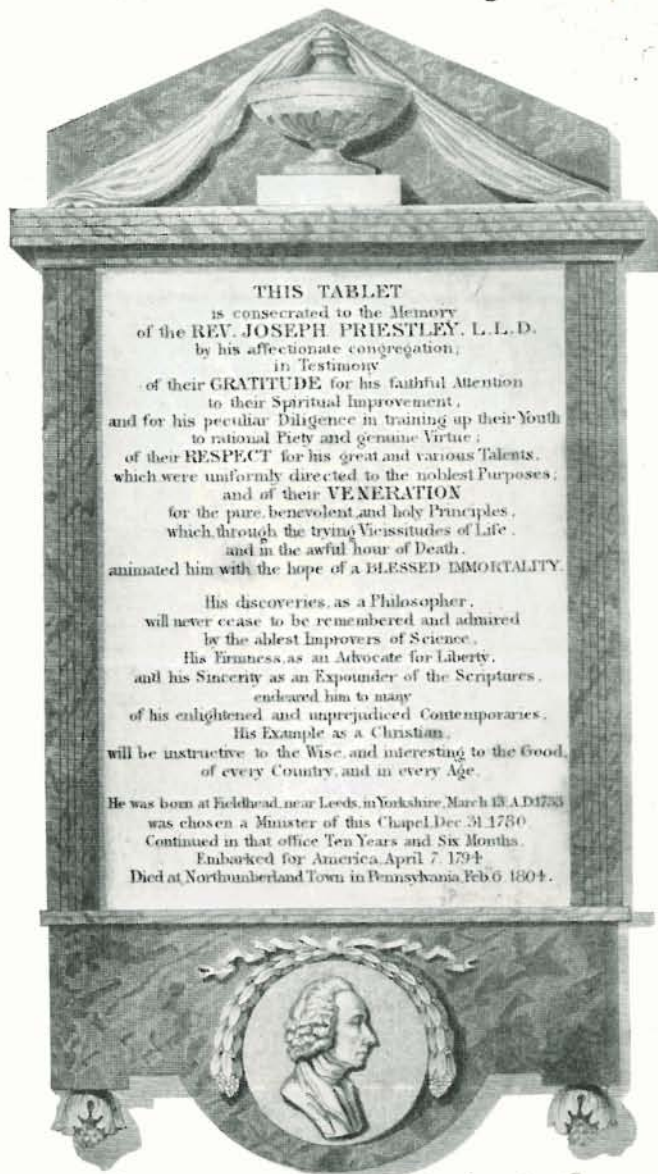 THIS TABLET
is consecrated to the Memory
of the REV. JOSEPH PRIESTLEY. L.L.D.
by his affectionate congregation;
in Testimony
of their GRATITUDE for his faithful Attention
to their Spiritual Improvement,
and for his peculiar Diligence in training up their Youth
to rational Piety and genuine Virtue;
of their RESPECT for his great and various Talents,
which were uniformly directed to the noblest Purposes;
and of their VENERATION
for the pure, benevolent, and holy Principles,
which, through the trying Vicissitudes of Life,
and in the awful hour of Death,
animated him with the hope of a BLESSED IMMORTALITY.
His discoveries, as a Philosopher,
will never cease to be remembered and admired
by the ablest Improvers of Science,
His Firmness, as an Advocate for Liberty,
and his Sincerity as an Expounder of the Scriptures,
endeared him to many
of his enlightened and unprejudiced Contemporaries,
His Example as a Christian,
will be instructive to the Wise, and interesting to the Good,
of every Country, and in every Age,
He was born at Fieldhead, near Leeds, in Yorkshire, March 13, A.D.1733
was chosen a Minister of this Chapel, Dec. 31, 1780
Continued in that office Ten Years and Six Months,
Embarked for America, April 7, 1794
Died at Northumberland Town in Pennsylvania, Feb. 6, 1804.